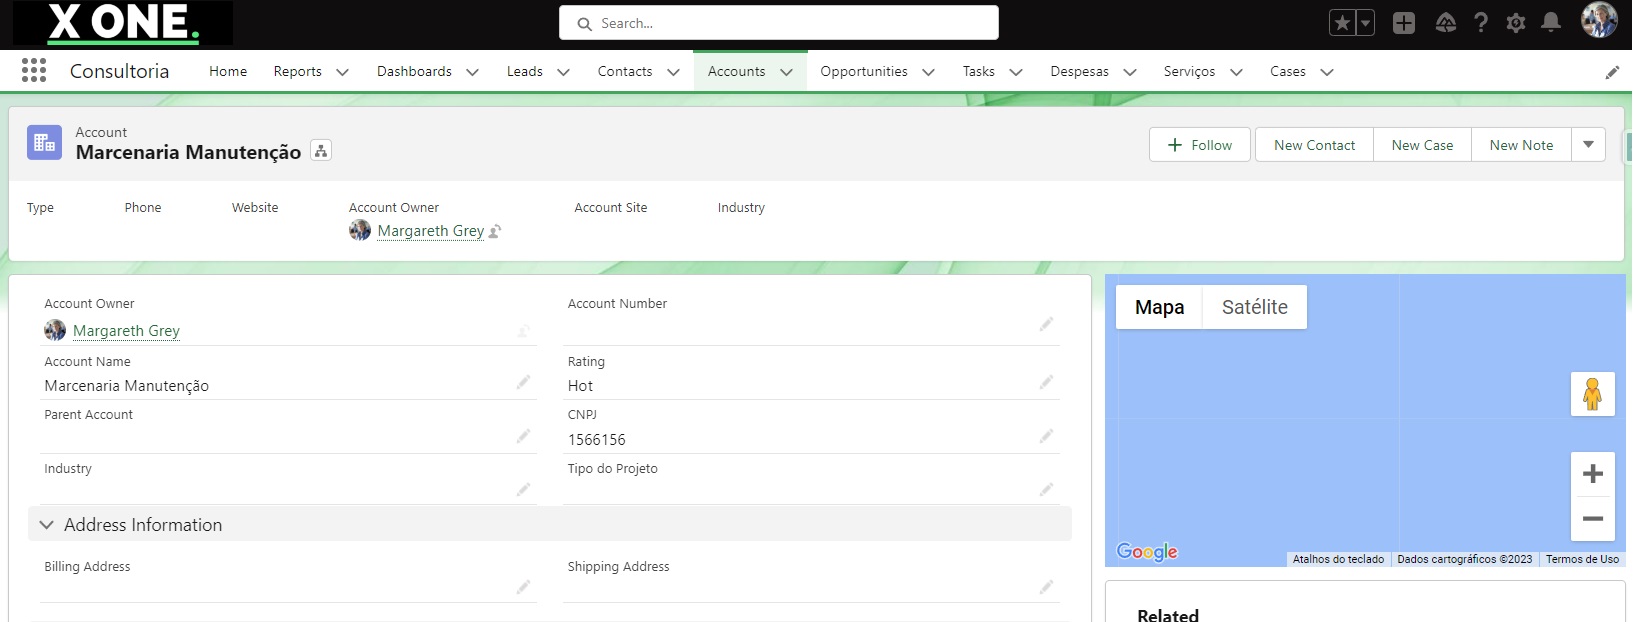 X ONE.
Search...
Consultoria
Home
Reports
Dashboards
Leads
Contacts
Accounts
Opportunities
Tasks
Despesas
Serviços
Cases
Account
Marcenaria Manutenção
Follow
New Contact
New Case
New Note
Type
Phone
Website
Account Owner
Account Site
Industry
Margareth Grey
Account Owner
Margareth Grey
Account Number
Account Name
Marcenaria Manutenção
Rating
Hot
Parent Account
CNPJ
1566156
Industry
Tipo do Projeto
Address Information
Billing Address
Shipping Address
Mapa
Satélite
Google
Atalhos do teclado
Dados cartográficos ©2023
Termos de Uso
Related